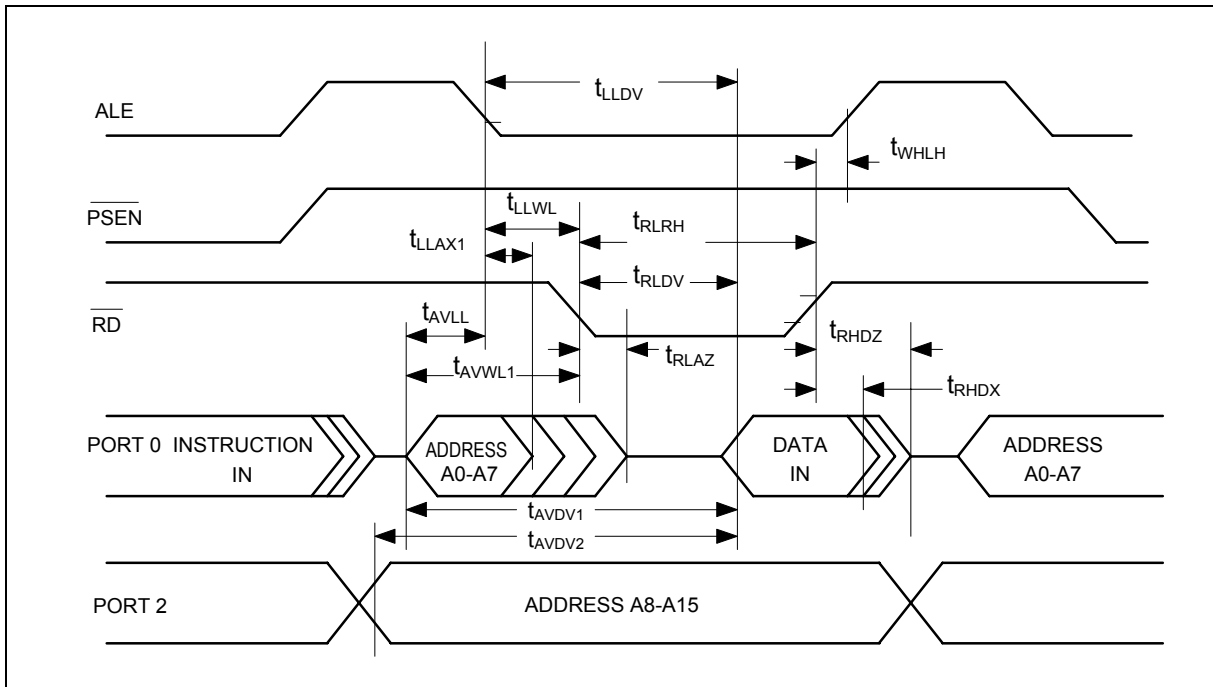 ALE
tLLDV
tWHLH
PSEN
tLLWL
tRLRH
tLLAX1
tRLDV
RD
tAVLL
tRLAZ
tRHDZ
tAVWL1
tRHDX
PORT 0 INSTRUCTION
IN
ADDRESS
A0-A7
DATA
IN
ADDRESS
A0-A7
tAVDV1
tAVDV2
PORT 2
ADDRESS A8-A15